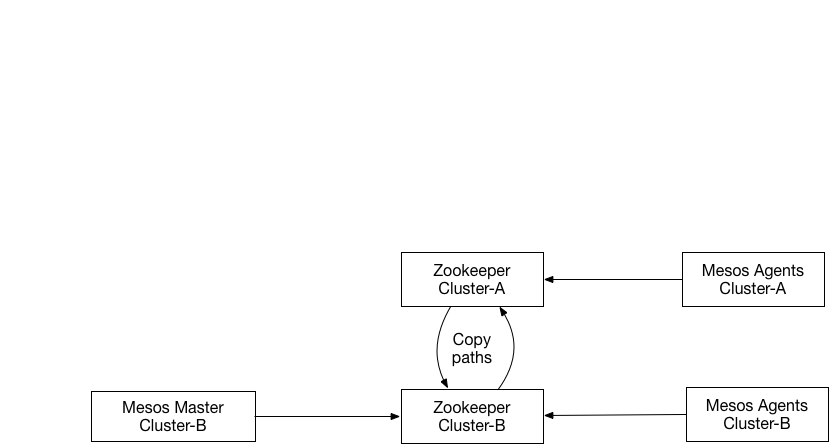 Zookeeper
Cluster-A
Mesos Agents
Cluster-A
Copy
paths
Mesos Master
Cluster-B
Zookeeper
Cluster-B
Mesos Agents
Cluster-B